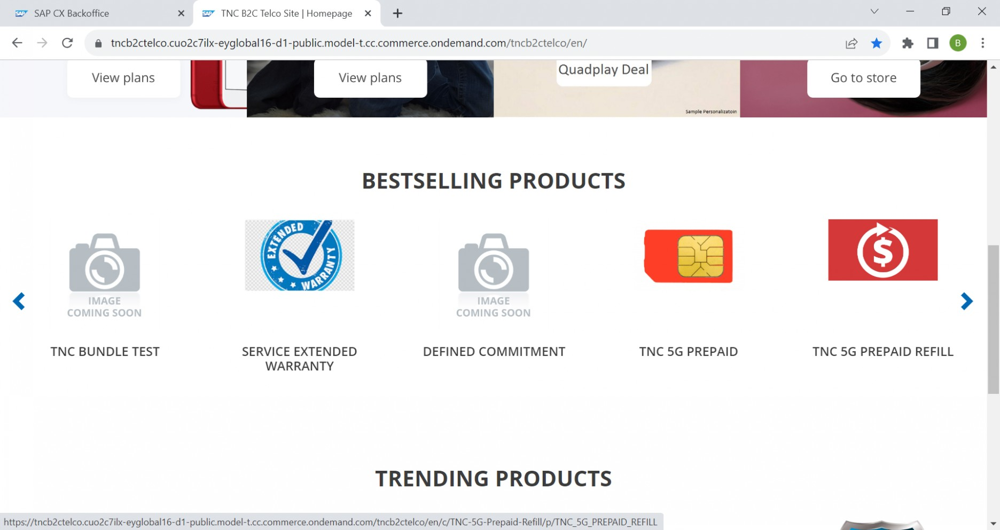 SAP CX Backoffice
TNC B2C Telco Site | Homepage
tncb2ctelco.cuo2c7ilx-eyglobal16-d1-public.model-t.cc.commerce.ondemand.com/tncb2ctelco/en/
B
View plans
View plans
Quadplay Deal
Go to store
Sample Personalizatoin
BESTSELLING PRODUCTS
EXTENDED
WARRANTY
$
IMAGE
COMING SOON
IMAGE
COMING SOON
TNC BUNDLE TEST
SERVICE EXTENDED
WARRANTY
DEFINED COMMITMENT
TNC 5G PREPAID
TNC 5G PREPAID REFILL
TRENDING PRODUCTS
https://tncb2ctelco.cuo2c7ilx-eyglobal16-d1-public.model-t.cc.commerce.ondemand.com/tncb2ctelco/en/c/TNC-5G-Prepaid-Refill/p/TNC_5G_PREPAID_REFILL